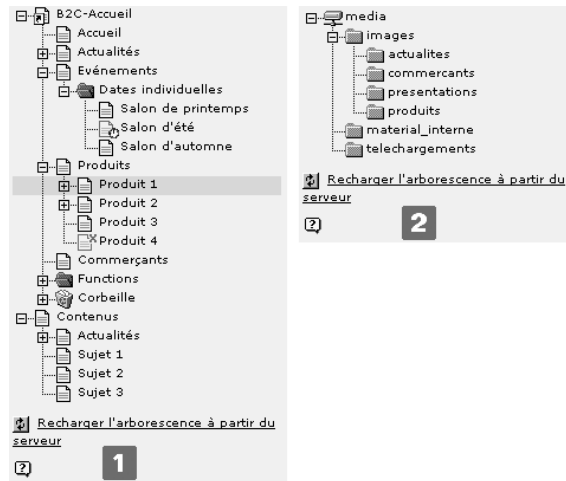 B2C-Accueil
Accueil
Actualités
Evénements
Dates individuelles
Salon de printemps
Salon d'été
Salon d'automne
Produits
Produit 1
Produit 2
Produit 3
Produit 4
Commerçants
Functions
Corbeille
Contenus
Actualités
Sujet 1
Sujet 2
Sujet 3
Recharger l'arborescence à partir du
serveur
?
1
media
images
actualites
commercants
presentations
produits
material_interne
telechargements
Recharger l'arborescence à partir du
serveur
?
2